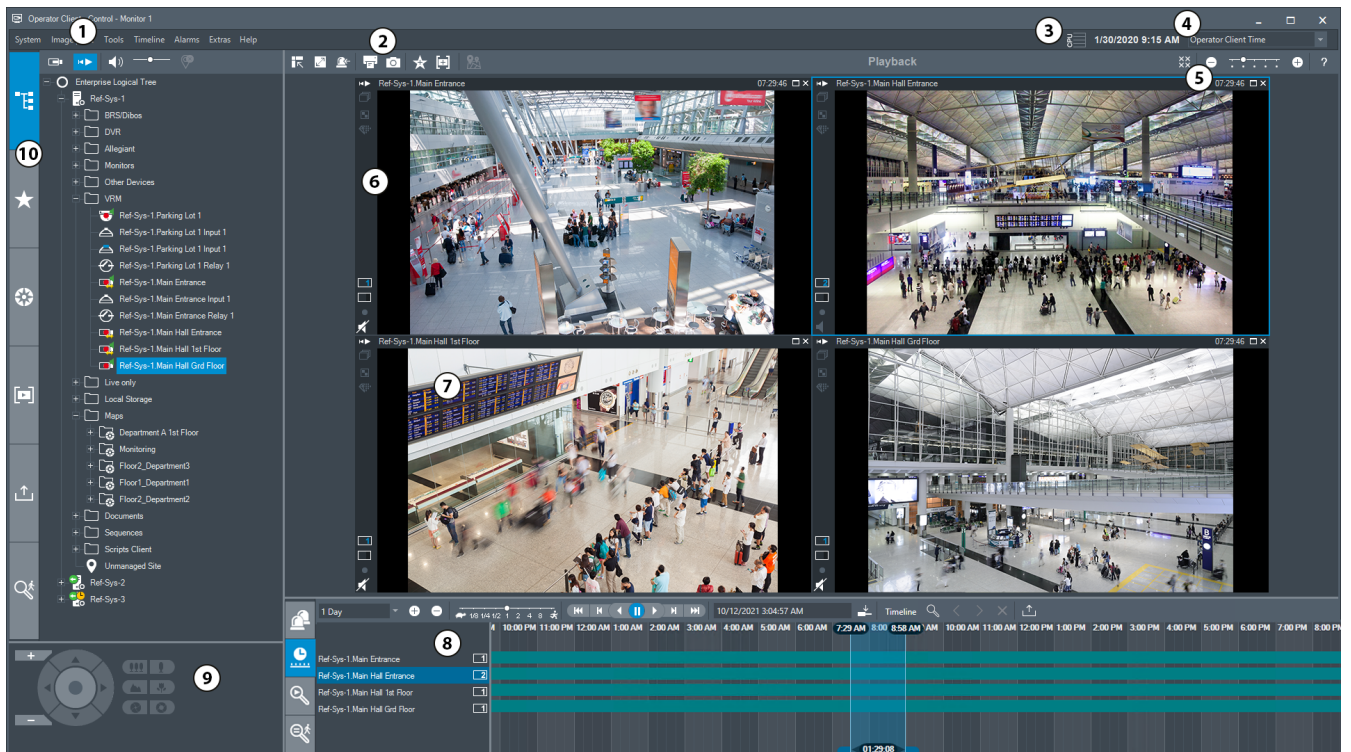 Operator Client - Control - Monitor 1
System Image Tools Timeline Alarms Extras Help
1
2
3
1/30/2020 9:15 AM
4
Operator Client Time
Playback
5
?
Enterprise Logical Tree
Ref-Sys-1
BRS/Dibos
DVR
Allegiant
Monitors
Other Devices
VRM
Ref-Sys-1.Parking Lot 1
Ref-Sys-1.Parking Lot 1 Input 1
Ref-Sys-1.Parking Lot 1 Input 1
Ref-Sys-1.Parking Lot 1 Relay 1
Ref-Sys-1.Main Entrance
Ref-Sys-1.Main Entrance Input 1
Ref-Sys-1.Main Entrance Relay 1
Ref-Sys-1.Main Hall Entrance
Ref-Sys-1.Main Hall 1st Floor
Ref-Sys-1.Main Hall Grd Floor
Live only
Local Storage
Maps
Department A 1st Floor
Monitoring
Floor2_Department3
Floor1_Department1
Floor2_Department2
Documents
Sequences
Scripts Client
Unmanaged Site
Ref-Sys-2
Ref-Sys-3
10
Ref-Sys-1.Main Entrance 07:29:46
6
1
Ref-Sys-1.Main Hall Entrance 07:29:46
2
Ref-Sys-1.Main Hall 1st Floor
7
1
Ref-Sys-1.Main Hall Grd Floor 07:29:46
B
1
9
1 Day
1/8 1/4 1/2 1 2 4 8
10/12/2021 3:04:57 AM
Timeline
8
10:00 PM 11:00 PM 12:00 AM 1:00 AM 2:00 AM 3:00 AM 4:00 AM 5:00 AM 6:00 AM 7:29 AM 8:00 8:58 AM AM 10:00 AM 11:00 AM 12:00 PM 1:00 PM 2:00 PM 3:00 PM 4:00 PM 5:00 PM 6:00 PM 7:00 PM 8:00 PM
Ref-Sys-1.Main Entrance 1
Ref-Sys-1.Main Hall Entrance 2
Ref-Sys-1.Main Hall 1st Floor 1
Ref-Sys-1.Main Hall Grd Floor 1
01:29:08